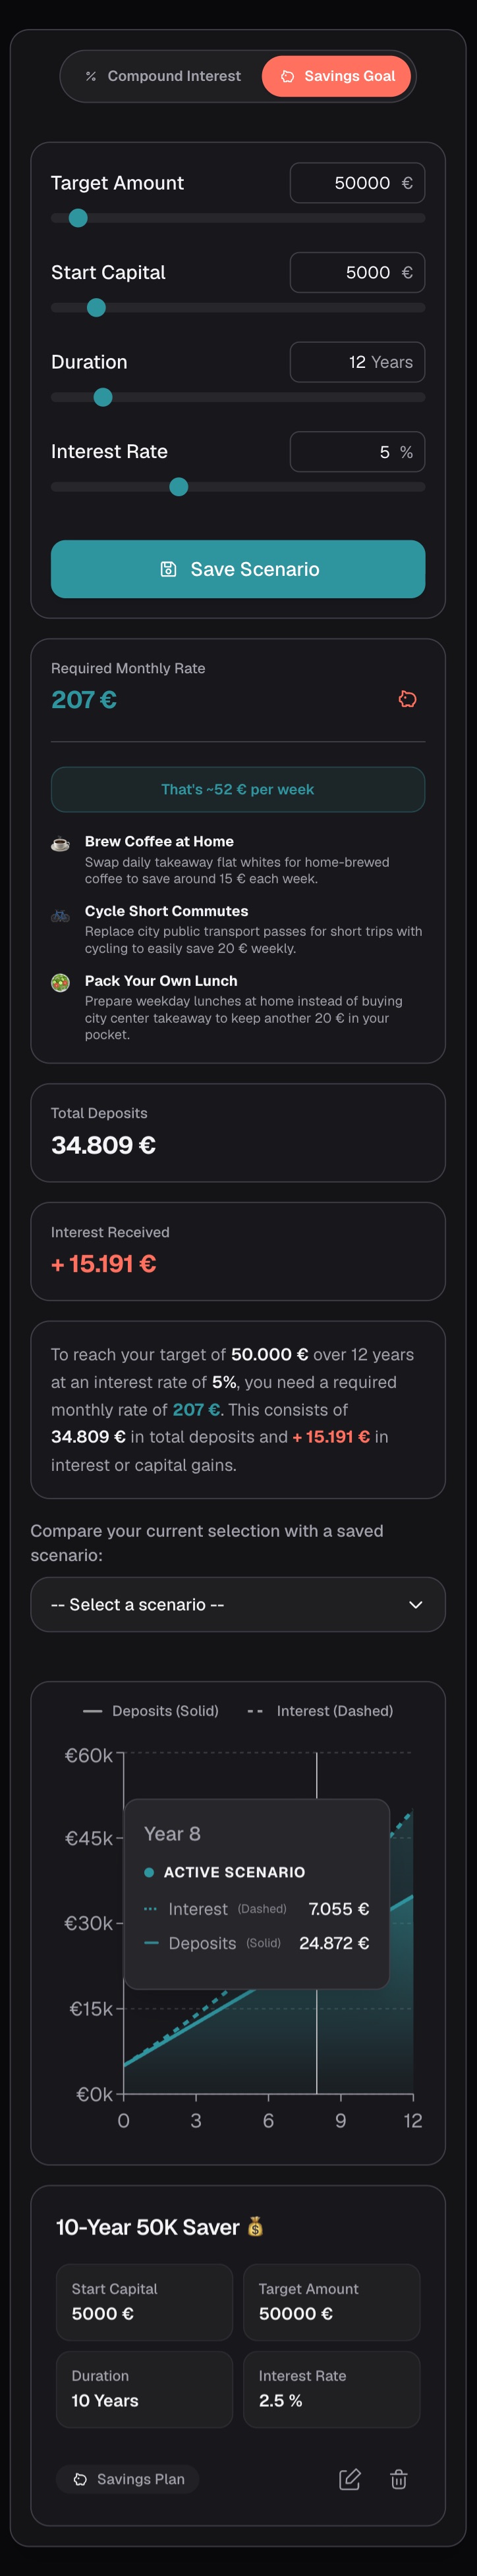 Compound Interest Savings Goal
Target Amount 50000 €
Start Capital 5000 €
Duration 12 Years
Interest Rate 5 %
Save Scenario
Required Monthly Rate
207 €
That's ~52 € per week
Brew Coffee at Home
Swap daily takeaway flat whites for home-brewed
coffee to save around 15 € each week.
Cycle Short Commutes
Replace city public transport passes for short trips with
cycling to easily save 20 € weekly.
Pack Your Own Lunch
Prepare weekday lunches at home instead of buying
city center takeaway to keep another 20 € in your
pocket.
Total Deposits
34.809 €
Interest Received
+ 15.191 €
To reach your target of 50.000 € over 12 years
at an interest rate of 5%, you need a required
monthly rate of 207 €. This consists of
34.809 € in total deposits and + 15.191 € in
interest or capital gains.
Compare your current selection with a saved
scenario:
-- Select a scenario --
Deposits (Solid) Interest (Dashed)
€60k
€45k
€30k
€15k
€0k
Year 8
ACTIVE SCENARIO
Interest (Dashed) 7.055 €
Deposits (Solid) 24.872 €
0 3 6 9 12
10-Year 50K Saver 💰
Start Capital Target Amount
5000 € 50000 €
Duration Interest Rate
10 Years 2.5 %
Savings Plan